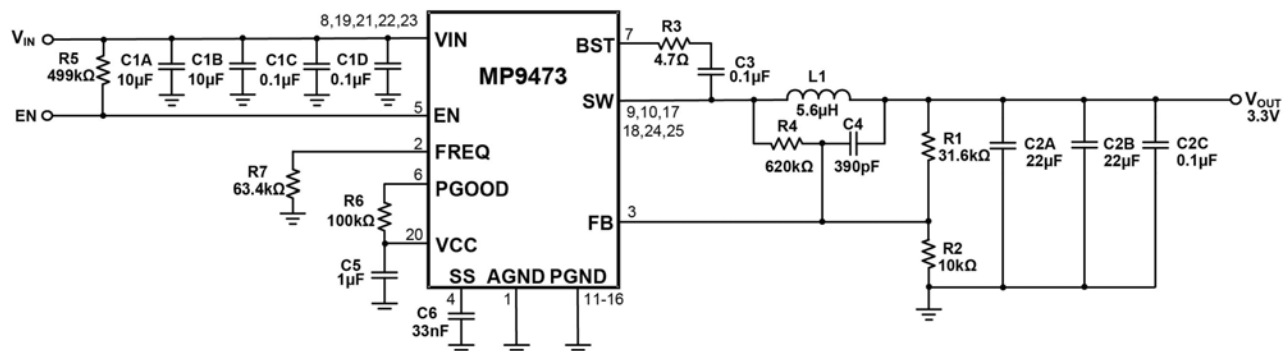 8,19,21,22,23
VIN
R5
499kΩ
C1A
10µF
C1B
10µF
C1C
0.1µF
C1D
0.1µF
EN
VIN
MP9473
BST
7
R3
4.7Ω
C3
0.1µF
SW
9,10,17
18,24,25
L1
5.6µH
R4
620kΩ
C4
390pF
R1
31.6kΩ
C2A
22µF
C2B
22µF
C2C
0.1µF
VOUT
3.3V
5
EN
2
FREQ
R7
63.4kΩ
6
PGOOD
R6
100kΩ
20
VCC
C5
1µF
FB
3
R2
10kΩ
SS
AGND
PGND
4
1
11-16
C6
33nF